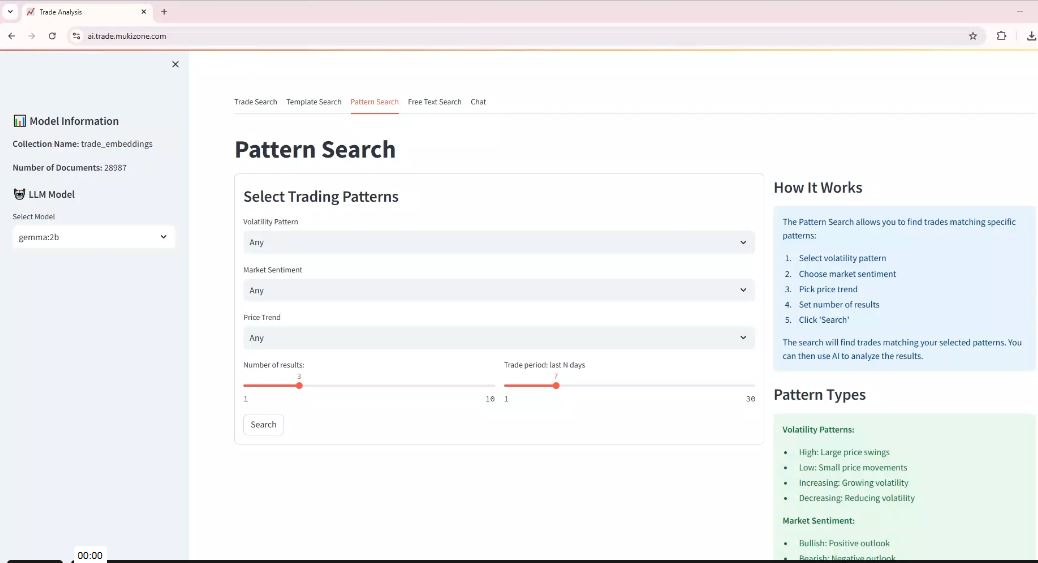 Trade Analysis
ai.trade.mukizone.com
Model Information
Collection Name: trade_embeddings
Number of Documents: 28987
LLM Model
Select Model
gemma:2b
Trade Search Template Search Pattern Search Free Text Search Chat
Pattern Search
Select Trading Patterns
Volatility Pattern
Any
Market Sentiment
Any
Price Trend
Any
Number of results:
3
1 10
Trade period: last N days
7
1 30
Search
How It Works
The Pattern Search allows you to find trades matching specific
patterns:
1. Select volatility pattern
2. Choose market sentiment
3. Pick price trend
4. Set number of results
5. Click 'Search'
The search will find trades matching your selected patterns. You
can then use AI to analyze the results.
Pattern Types
Volatility Patterns:
• High: Large price swings
• Low: Small price movements
• Increasing: Growing volatility
• Decreasing: Reducing volatility
Market Sentiment:
• Bullish: Positive outlook
• Bearish: Negative outlook
00:00